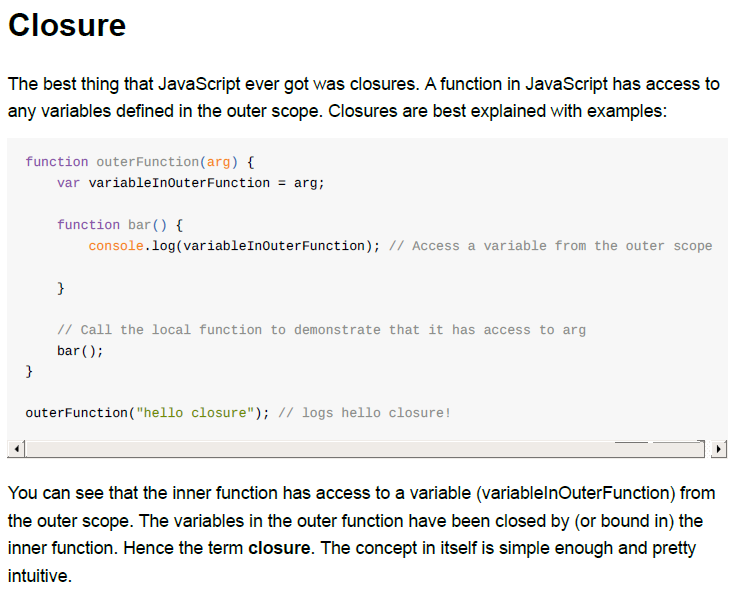 Closure
The best thing that JavaScript ever got was closures. A function in JavaScript has access to
any variables defined in the outer scope. Closures are best explained with examples:
function outerFunction(arg) {
    var variableInOuterFunction = arg;

    function bar() {
        console.log(variableInOuterFunction); // Access a variable from the outer scope

    }

    // Call the local function to demonstrate that it has access to arg
    bar();
}

outerFunction("hello closure"); // logs hello closure!
You can see that the inner function has access to a variable (variableInOuterFunction) from
the outer scope. The variables in the outer function have been closed by (or bound in) the
inner function. Hence the term closure. The concept in itself is simple enough and pretty
intuitive.